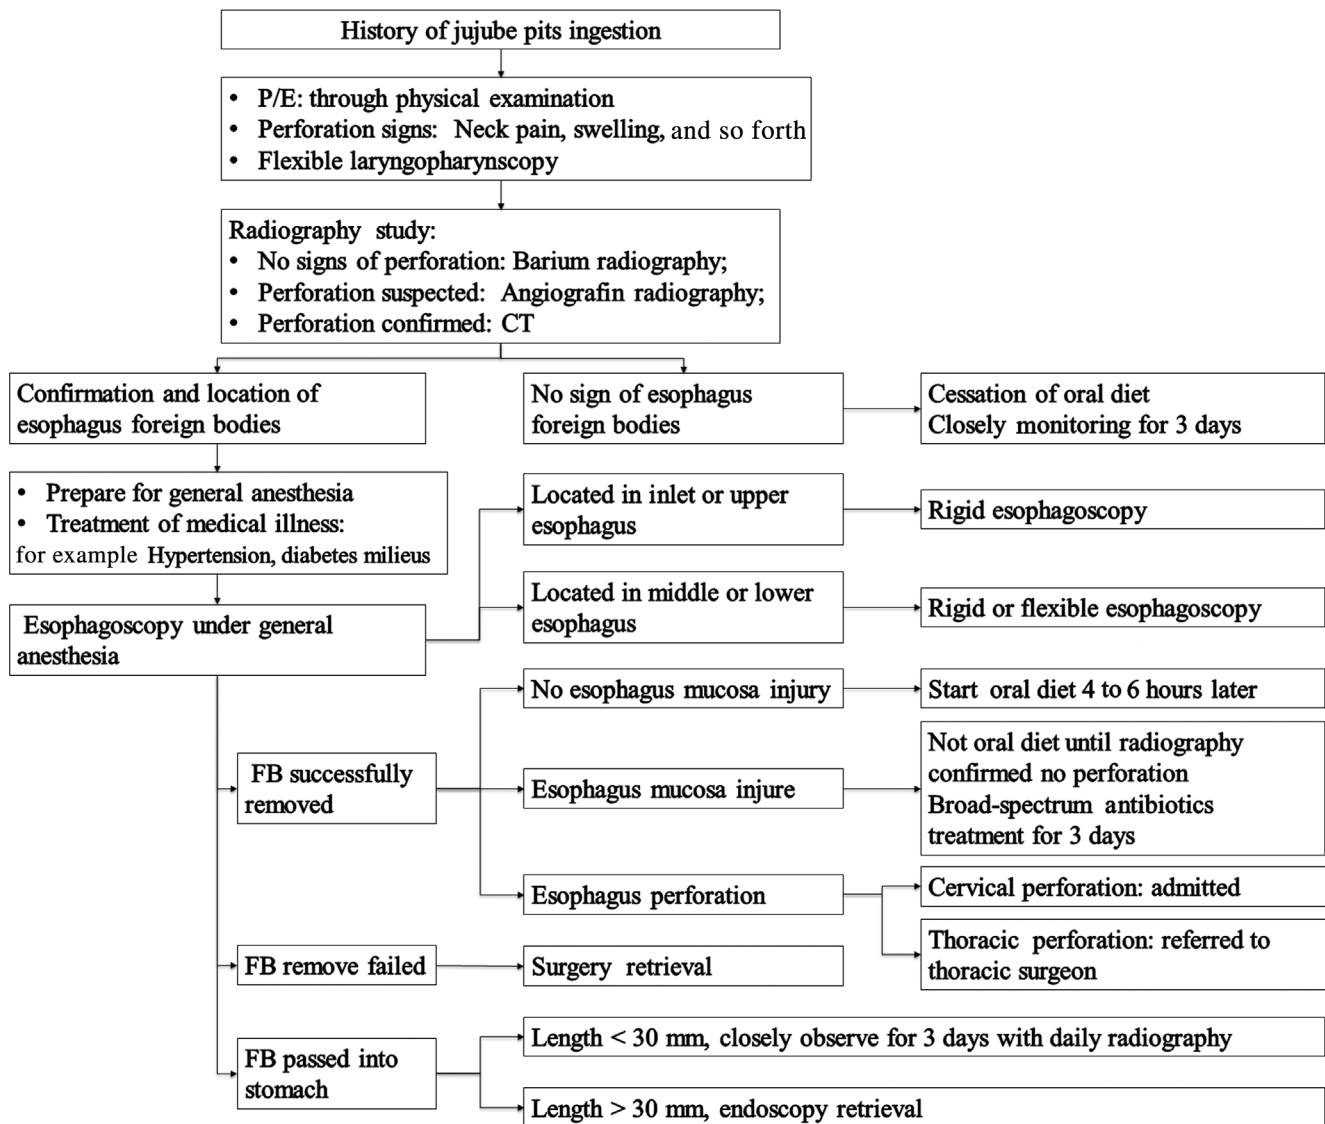 History of jujube pits ingestion
• P/E: through physical examination
• Perforation signs: Neck pain, swelling, and so forth
• Flexible laryngopharynscopy
Radiography study:
• No signs of perforation: Barium radiography;
• Perforation suspected: Angiografin radiography;
• Perforation confirmed: CT
Confirmation and location of
esophagus foreign bodies
No sign of esophagus
foreign bodies
Cessation of oral diet
Closely monitoring for 3 days
• Prepare for general anesthesia
• Treatment of medical illness:
for example Hypertension, diabetes milieus
Located in inlet or upper
esophagus
Rigid esophagoscopy
Located in middle or lower
esophagus
Rigid or flexible esophagoscopy
Esophagoscopy under general
anesthesia
No esophagus mucosa injury
Start oral diet 4 to 6 hours later
FB successfully
removed
Esophagus mucosa injure
Not oral diet until radiography
confirmed no perforation
Broad-spectrum antibiotics
treatment for 3 days
Esophagus perforation
Cervical perforation: admitted
Thoracic perforation: referred to
thoracic surgeon
FB remove failed
Surgery retrieval
FB passed into
stomach
Length < 30 mm, closely observe for 3 days with daily radiography
Length > 30 mm, endoscopy retrieval